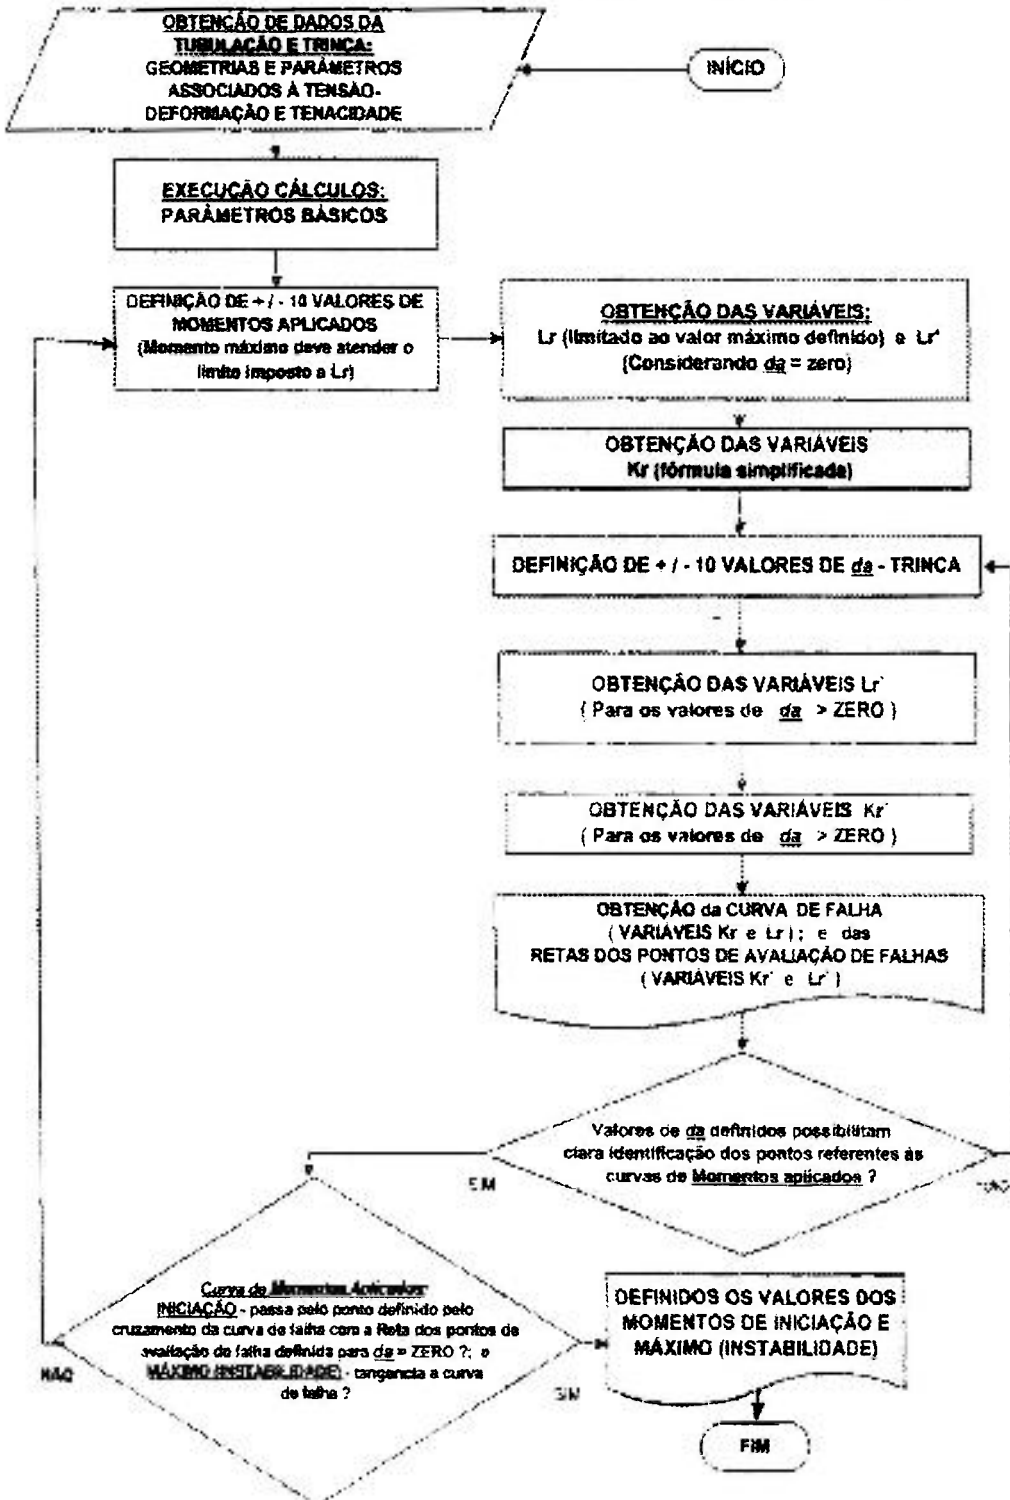 INÍCIO
OBTENÇÃO DE DADOS DA
TUBULAÇÃO E TRINCA:
GEOMETRIAS E PARÂMETROS
ASSOCIADOS À TENSÃO-
DEFORMAÇÃO E TENACIDADE
EXECUÇÃO CÁLCULOS:
PARÂMETROS BÁSICOS
DEFINIÇÃO DE + / - 10 VALORES DE
MOMENTOS APLICADOS
(Momento máximo deve atender o
limite imposto a Lr)
OBTENÇÃO DAS VARIÁVEIS:
Lr (limitado ao valor máximo definido) e Lr'
(Considerando da = zero)
OBTENÇÃO DAS VARIÁVEIS
Kr (fórmula simplificada)
DEFINIÇÃO DE + / - 10 VALORES DE da - TRINCA
OBTENÇÃO DAS VARIÁVEIS Lr'
( Para os valores de da > ZERO )
OBTENÇÃO DAS VARIÁVEIS Kr'
( Para os valores de da > ZERO )
OBTENÇÃO da CURVA DE FALHA
( VARIÁVEIS Kr e Lr ) ; e das
RETAS DOS PONTOS DE AVALIAÇÃO DE FALHAS
( VARIÁVEIS Kr' e Lr' )
Valores de da definidos possibilitam
clara identificação dos pontos referentes às
curvas de Momentos aplicados ?
SIM
NÃO
Curva de Momentos Aplicados:
INICIAÇÃO - passa pelo ponto definido pelo
cruzamento da curva de falha com a Reta dos pontos de
avaliação de falha definida para da = ZERO ?; e
MÁXIMO (INSTABILIDADE) - tangencia a curva
de falha ?
NÃO
SIM
DEFINIDOS OS VALORES DOS
MOMENTOS DE INICIAÇÃO E
MÁXIMO (INSTABILIDADE)
FIM